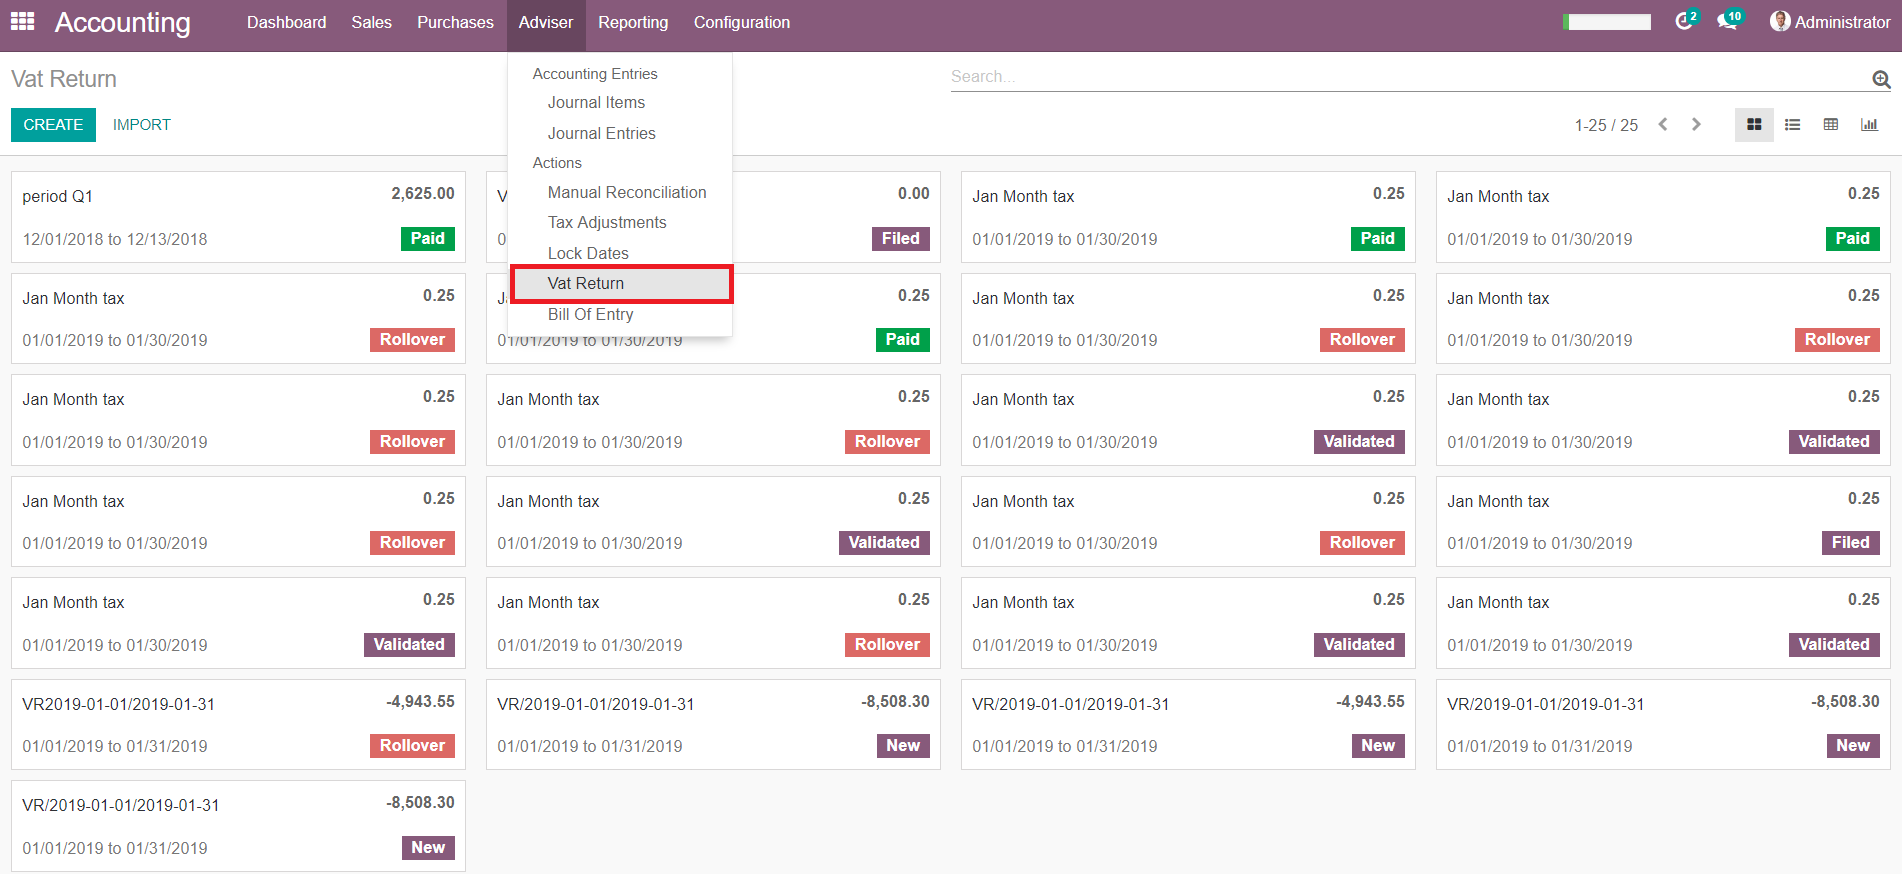 Accounting
Dashboard Sales Purchases Adviser Reporting Configuration
2 10 Administrator
Vat Return
Search...
CREATE IMPORT
1-25 / 25
Accounting Entries
Journal Items
Journal Entries
Actions
Manual Reconciliation
Tax Adjustments
Lock Dates
Vat Return
Bill Of Entry
period Q1 2,625.00
12/01/2018 to 12/13/2018 Paid
0.00
Filed
Jan Month tax 0.25
01/01/2019 to 01/30/2019 Paid
Jan Month tax 0.25
01/01/2019 to 01/30/2019 Paid
Jan Month tax 0.25
01/01/2019 to 01/30/2019 Rollover
0.25
01/01/2019 to 01/30/2019 Paid
Jan Month tax 0.25
01/01/2019 to 01/30/2019 Rollover
Jan Month tax 0.25
01/01/2019 to 01/30/2019 Rollover
Jan Month tax 0.25
01/01/2019 to 01/30/2019 Rollover
Jan Month tax 0.25
01/01/2019 to 01/30/2019 Rollover
Jan Month tax 0.25
01/01/2019 to 01/30/2019 Validated
Jan Month tax 0.25
01/01/2019 to 01/30/2019 Validated
Jan Month tax 0.25
01/01/2019 to 01/30/2019 Rollover
Jan Month tax 0.25
01/01/2019 to 01/30/2019 Validated
Jan Month tax 0.25
01/01/2019 to 01/30/2019 Rollover
Jan Month tax 0.25
01/01/2019 to 01/30/2019 Filed
Jan Month tax 0.25
01/01/2019 to 01/30/2019 Validated
Jan Month tax 0.25
01/01/2019 to 01/30/2019 Rollover
Jan Month tax 0.25
01/01/2019 to 01/30/2019 Validated
Jan Month tax 0.25
01/01/2019 to 01/30/2019 Validated
VR2019-01-01/2019-01-31 -4,943.55
01/01/2019 to 01/31/2019 Rollover
VR/2019-01-01/2019-01-31 -8,508.30
01/01/2019 to 01/31/2019 New
VR/2019-01-01/2019-01-31 -4,943.55
01/01/2019 to 01/31/2019 New
VR/2019-01-01/2019-01-31 -8,508.30
01/01/2019 to 01/31/2019 New
VR/2019-01-01/2019-01-31 -8,508.30
01/01/2019 to 01/31/2019 New